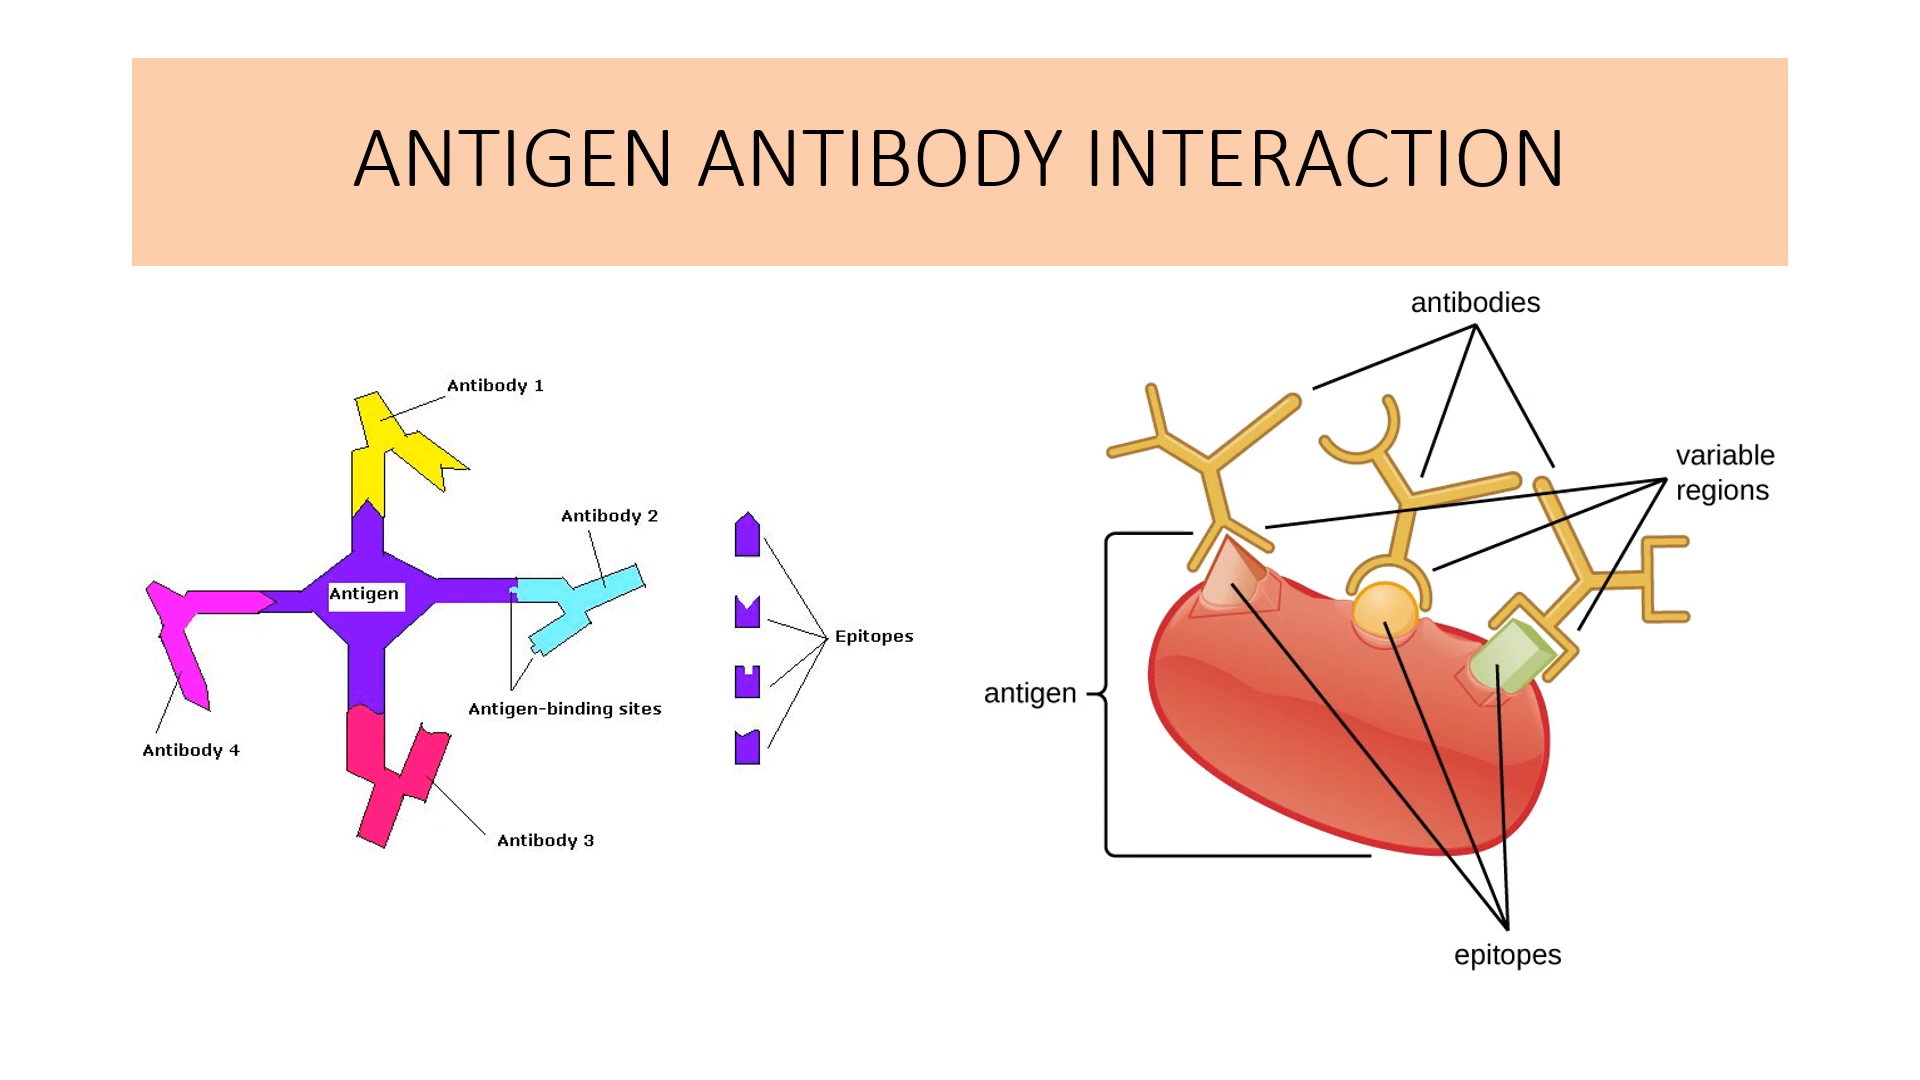 ANTIGEN ANTIBODY INTERACTION
Antibody 1
Antibody 2
Antigen
Epitopes
Antigen-binding sites
Antibody 4
Antibody 3
antibodies
variable
regions
antigen
epitopes